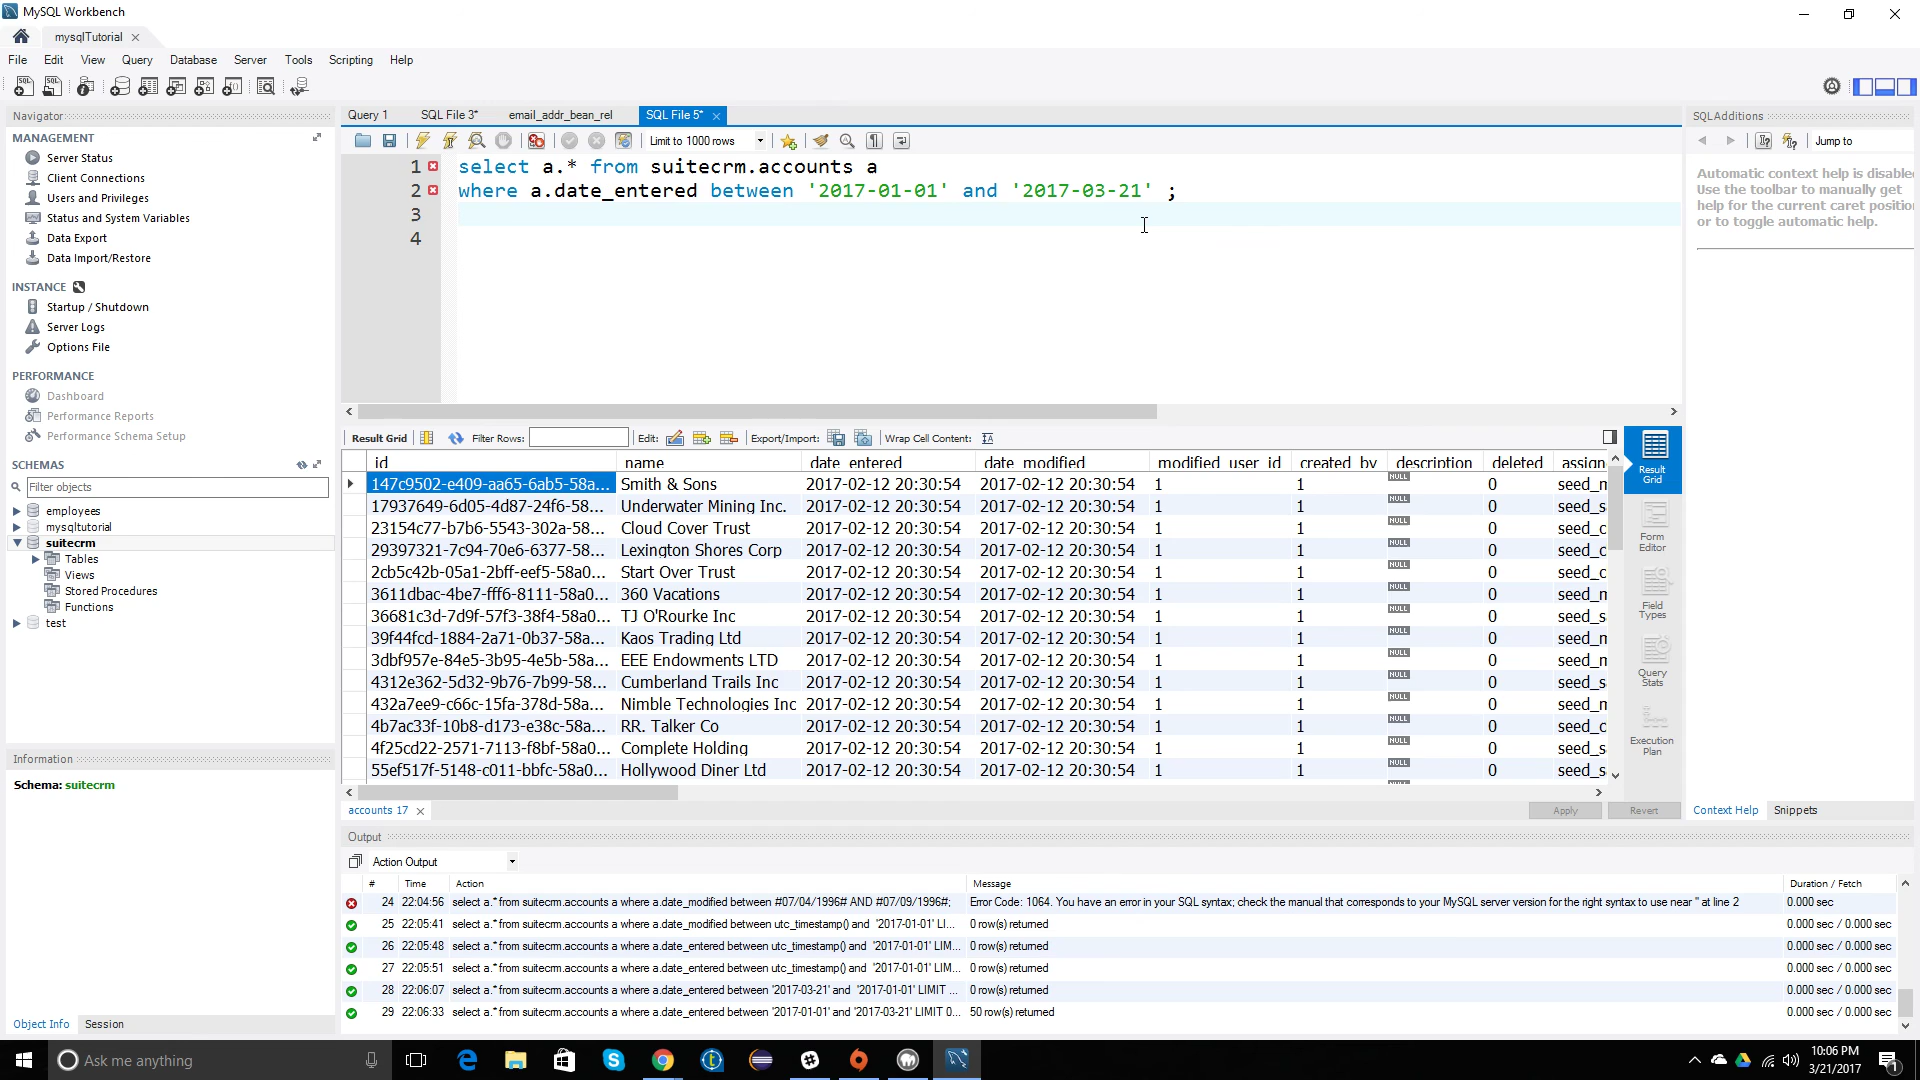 MySQL Workbench
mysqlTutorial
File Edit View Query Database Server Tools Scripting Help
Navigator
MANAGEMENT
Server Status
Client Connections
Users and Privileges
Status and System Variables
Data Export
Data Import/Restore
INSTANCE
Startup / Shutdown
Server Logs
Options File
PERFORMANCE
Dashboard
Performance Reports
Performance Schema Setup
SCHEMAS
Filter objects
employees
mysqltutorial
suitecrm
Tables
Views
Stored Procedures
Functions
test
Information
Schema: suitecrm
Object Info Session
Query 1 SQL File 3* email_addr_bean_rel SQL File 5*
Limit to 1000 rows
1 select a.* from suitecrm.accounts a
2 where a.date_entered between '2017-01-01' and '2017-03-21' ;
3
4
Result Grid Filter Rows: Edit: Export/Import: Wrap Cell Content:
id name date_entered date_modified modified_user_id created_by description deleted assign
147c9502-e409-aa65-6ab5-58a... Smith & Sons 2017-02-12 20:30:54 2017-02-12 20:30:54 1 1 NULL 0 seed_m
17937649-6d05-4d87-24f6-58... Underwater Mining Inc. 2017-02-12 20:30:54 2017-02-12 20:30:54 1 1 NULL 0 seed_s
23154c77-b7b6-5543-302a-58... Cloud Cover Trust 2017-02-12 20:30:54 2017-02-12 20:30:54 1 1 NULL 0 seed_c
29397321-7c94-70e6-6377-58... Lexington Shores Corp 2017-02-12 20:30:54 2017-02-12 20:30:54 1 1 NULL 0 seed_c
2cb5c42b-05a1-2bff-eef5-58a0... Start Over Trust 2017-02-12 20:30:54 2017-02-12 20:30:54 1 1 NULL 0 seed_c
3611dbac-4be7-fff6-8111-58a0... 360 Vacations 2017-02-12 20:30:54 2017-02-12 20:30:54 1 1 NULL 0 seed_m
36681c3d-7d9f-57f3-38f4-58a0... TJ O'Rourke Inc 2017-02-12 20:30:54 2017-02-12 20:30:54 1 1 NULL 0 seed_s
39f44fcd-1884-2a71-0b37-58a... Kaos Trading Ltd 2017-02-12 20:30:54 2017-02-12 20:30:54 1 1 NULL 0 seed_m
3dbf957e-84e5-3b95-4e5b-58a... EEE Endowments LTD 2017-02-12 20:30:54 2017-02-12 20:30:54 1 1 NULL 0 seed_m
4312e362-5d32-9b76-7b99-58... Cumberland Trails Inc 2017-02-12 20:30:54 2017-02-12 20:30:54 1 1 NULL 0 seed_s
432a7ee9-c66c-15fa-378d-58a... Nimble Technologies Inc 2017-02-12 20:30:54 2017-02-12 20:30:54 1 1 NULL 0 seed_m
4b7ac33f-10b8-d173-e38c-58a... RR. Talker Co 2017-02-12 20:30:54 2017-02-12 20:30:54 1 1 NULL 0 seed_c
4f25cd22-2571-7113-f8bf-58a0... Complete Holding 2017-02-12 20:30:54 2017-02-12 20:30:54 1 1 NULL 0 seed_s
55ef517f-5148-c011-bbfc-58a0... Hollywood Diner Ltd 2017-02-12 20:30:54 2017-02-12 20:30:54 1 1 NULL 0 seed_s
Result
Grid
Form
Editor
Field
Types
Query
Stats
Execution
Plan
accounts 17 Apply Revert
SQLAdditions
Jump to
Automatic context help is disable
Use the toolbar to manually get
help for the current caret positio
or to toggle automatic help.
Context Help Snippets
Output
Action Output
# Time Action Message Duration / Fetch
24 22:04:56 select a.* from suitecrm.accounts a where a.date_modified between #07/04/1996# AND #07/09/1996#; Error Code: 1064. You have an error in your SQL syntax; check the manual that corresponds to your MySQL server version for the right syntax to use near '' at line 2 0.000 sec
25 22:05:41 select a.* from suitecrm.accounts a where a.date_modified between utc_timestamp() and '2017-01-01' LI... 0 row(s) returned 0.000 sec / 0.000 sec
26 22:05:48 select a.* from suitecrm.accounts a where a.date_entered between utc_timestamp() and '2017-01-01' LIM... 0 row(s) returned 0.000 sec / 0.000 sec
27 22:05:51 select a.* from suitecrm.accounts a where a.date_entered between utc_timestamp() and '2017-01-01' LIM... 0 row(s) returned 0.000 sec / 0.000 sec
28 22:06:07 select a.* from suitecrm.accounts a where a.date_entered between '2017-03-21' and '2017-01-01' LIMIT ... 0 row(s) returned 0.000 sec / 0.000 sec
29 22:06:33 select a.* from suitecrm.accounts a where a.date_entered between '2017-01-01' and '2017-03-21' LIMIT 0... 50 row(s) returned 0.000 sec / 0.000 sec
Ask me anything
10:06 PM
3/21/2017
1